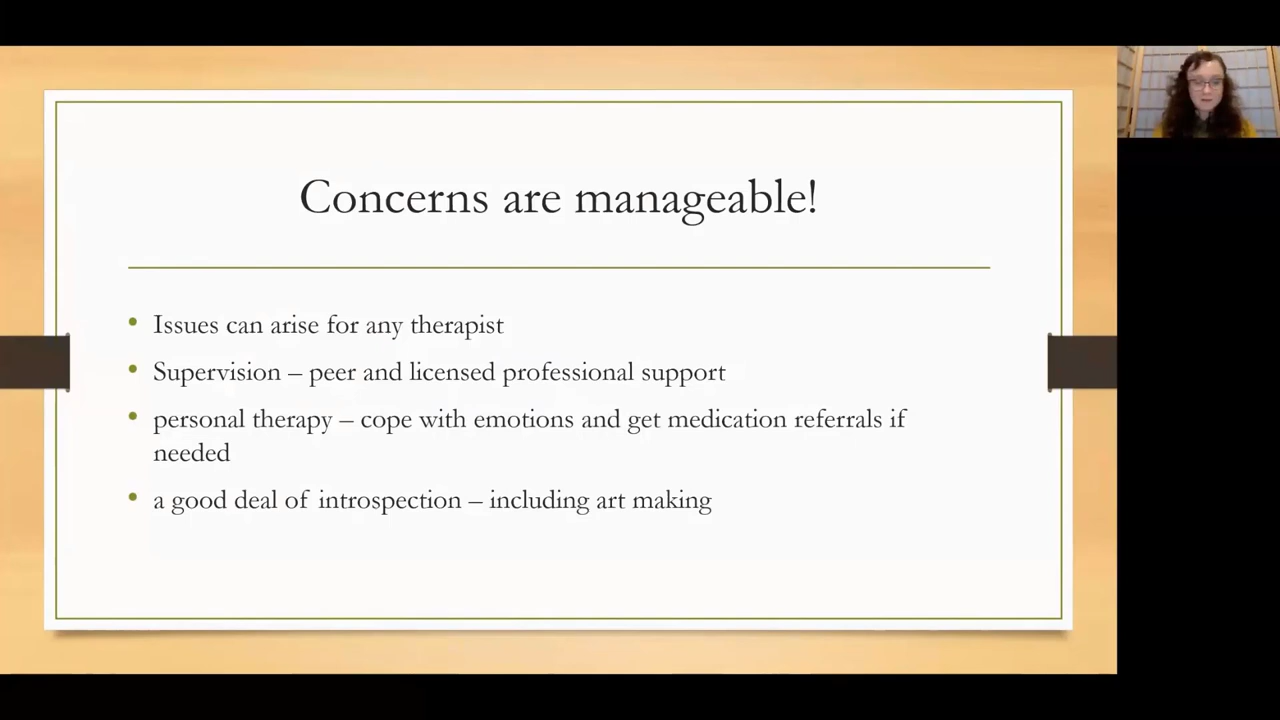 Concerns are manageable!
• Issues can arise for any therapist
• Supervision – peer and licensed professional support
• personal therapy – cope with emotions and get medication referrals if
needed
• a good deal of introspection – including art making